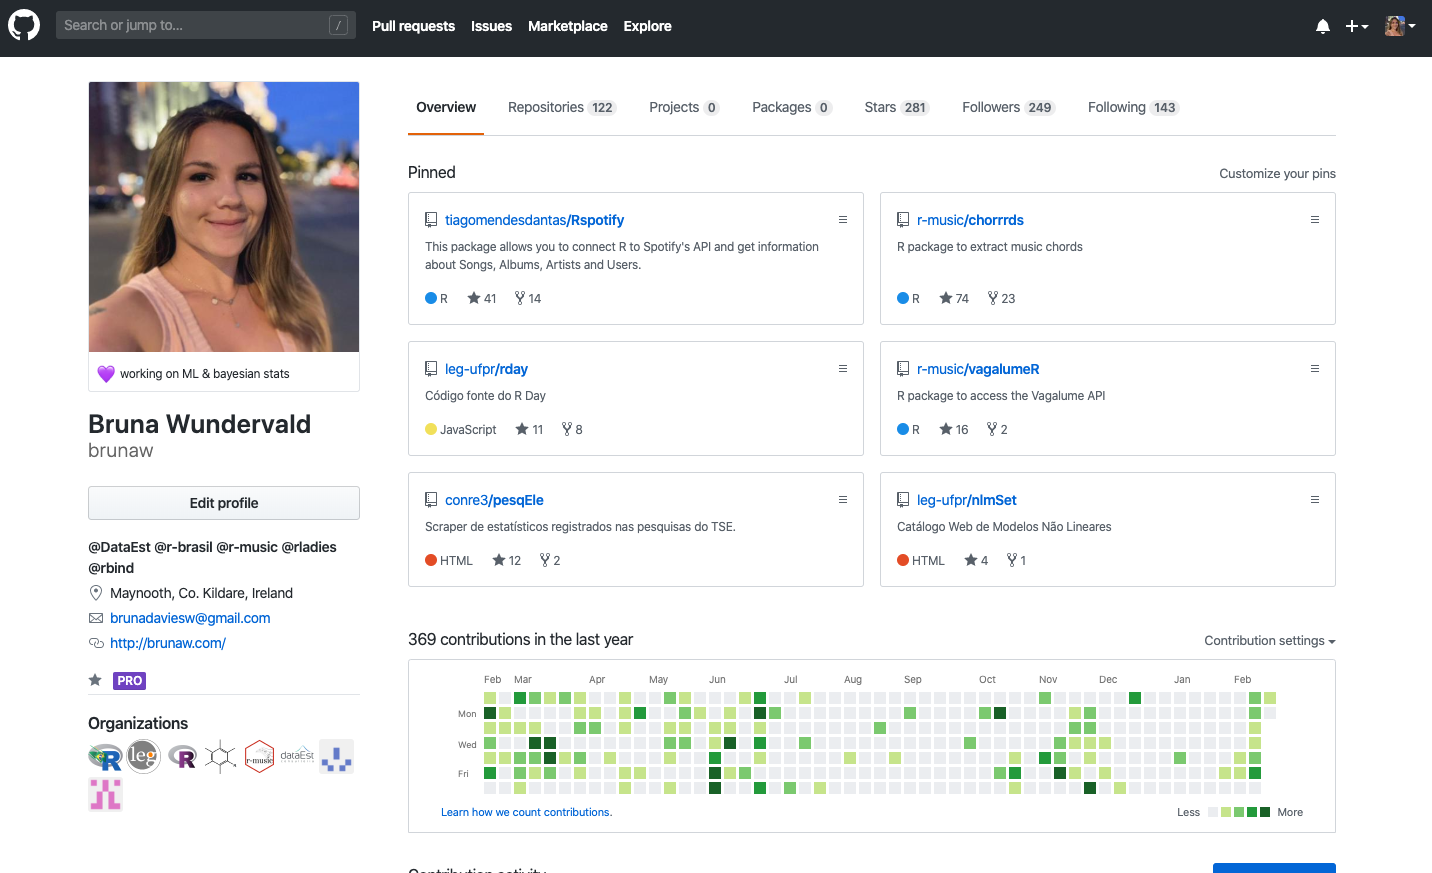 Search or jump to...
/
Pull requests
Issues
Marketplace
Explore
Overview
Repositories 122
Projects 0
Packages 0
Stars 281
Followers 249
Following 143
working on ML & bayesian stats
Bruna Wundervald
brunaw
Edit profile
@DataEst @r-brasil @r-music @rladies
@rbind
Maynooth, Co. Kildare, Ireland
brunadaviesw@gmail.com
http://brunaw.com/
PRO
Organizations
R
leg
R
r-music
dataEst
Pinned
Customize your pins
tiagomendesdantas/Rspotify
This package allows you to connect R to Spotify's API and get information
about Songs, Albums, Artists and Users.
R 41 14
r-music/chorrrds
R package to extract music chords
R 74 23
leg-ufpr/rday
Código fonte do R Day
JavaScript 11 8
r-music/vagalumeR
R package to access the Vagalume API
R 16 2
conre3/pesqEle
Scraper de estatísticos registrados nas pesquisas do TSE.
HTML 12 2
leg-ufpr/nlmSet
Catálogo Web de Modelos Não Lineares
HTML 4 1
369 contributions in the last year
Contribution settings
Feb Mar Apr May Jun Jul Aug Sep Oct Nov Dec Jan Feb
Mon
Wed
Fri
Learn how we count contributions.
Less
More
Contribution activity